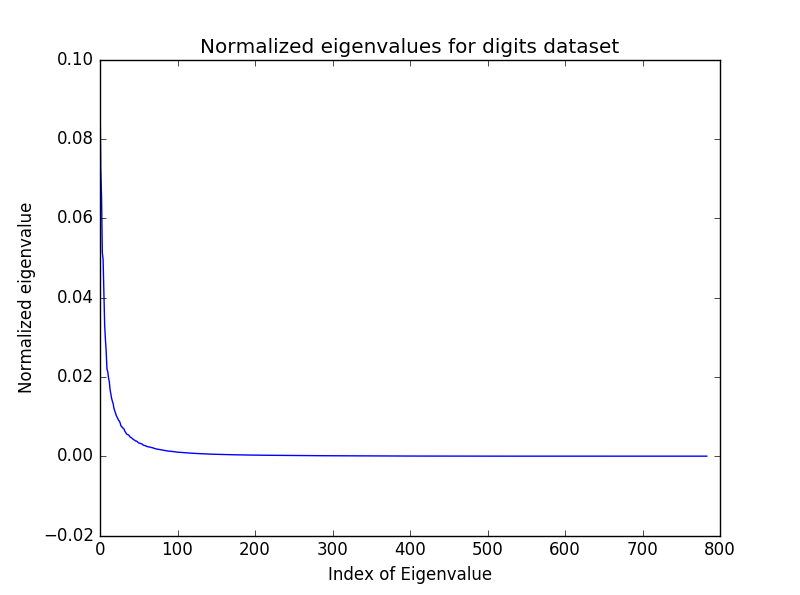 Normalized eigenvalues for digits dataset
0.10
0.08
0.06
0.04
0.02
0.00
−0.02
Normalized eigenvalue
0 100 200 300 400 500 600 700 800
Index of Eigenvalue